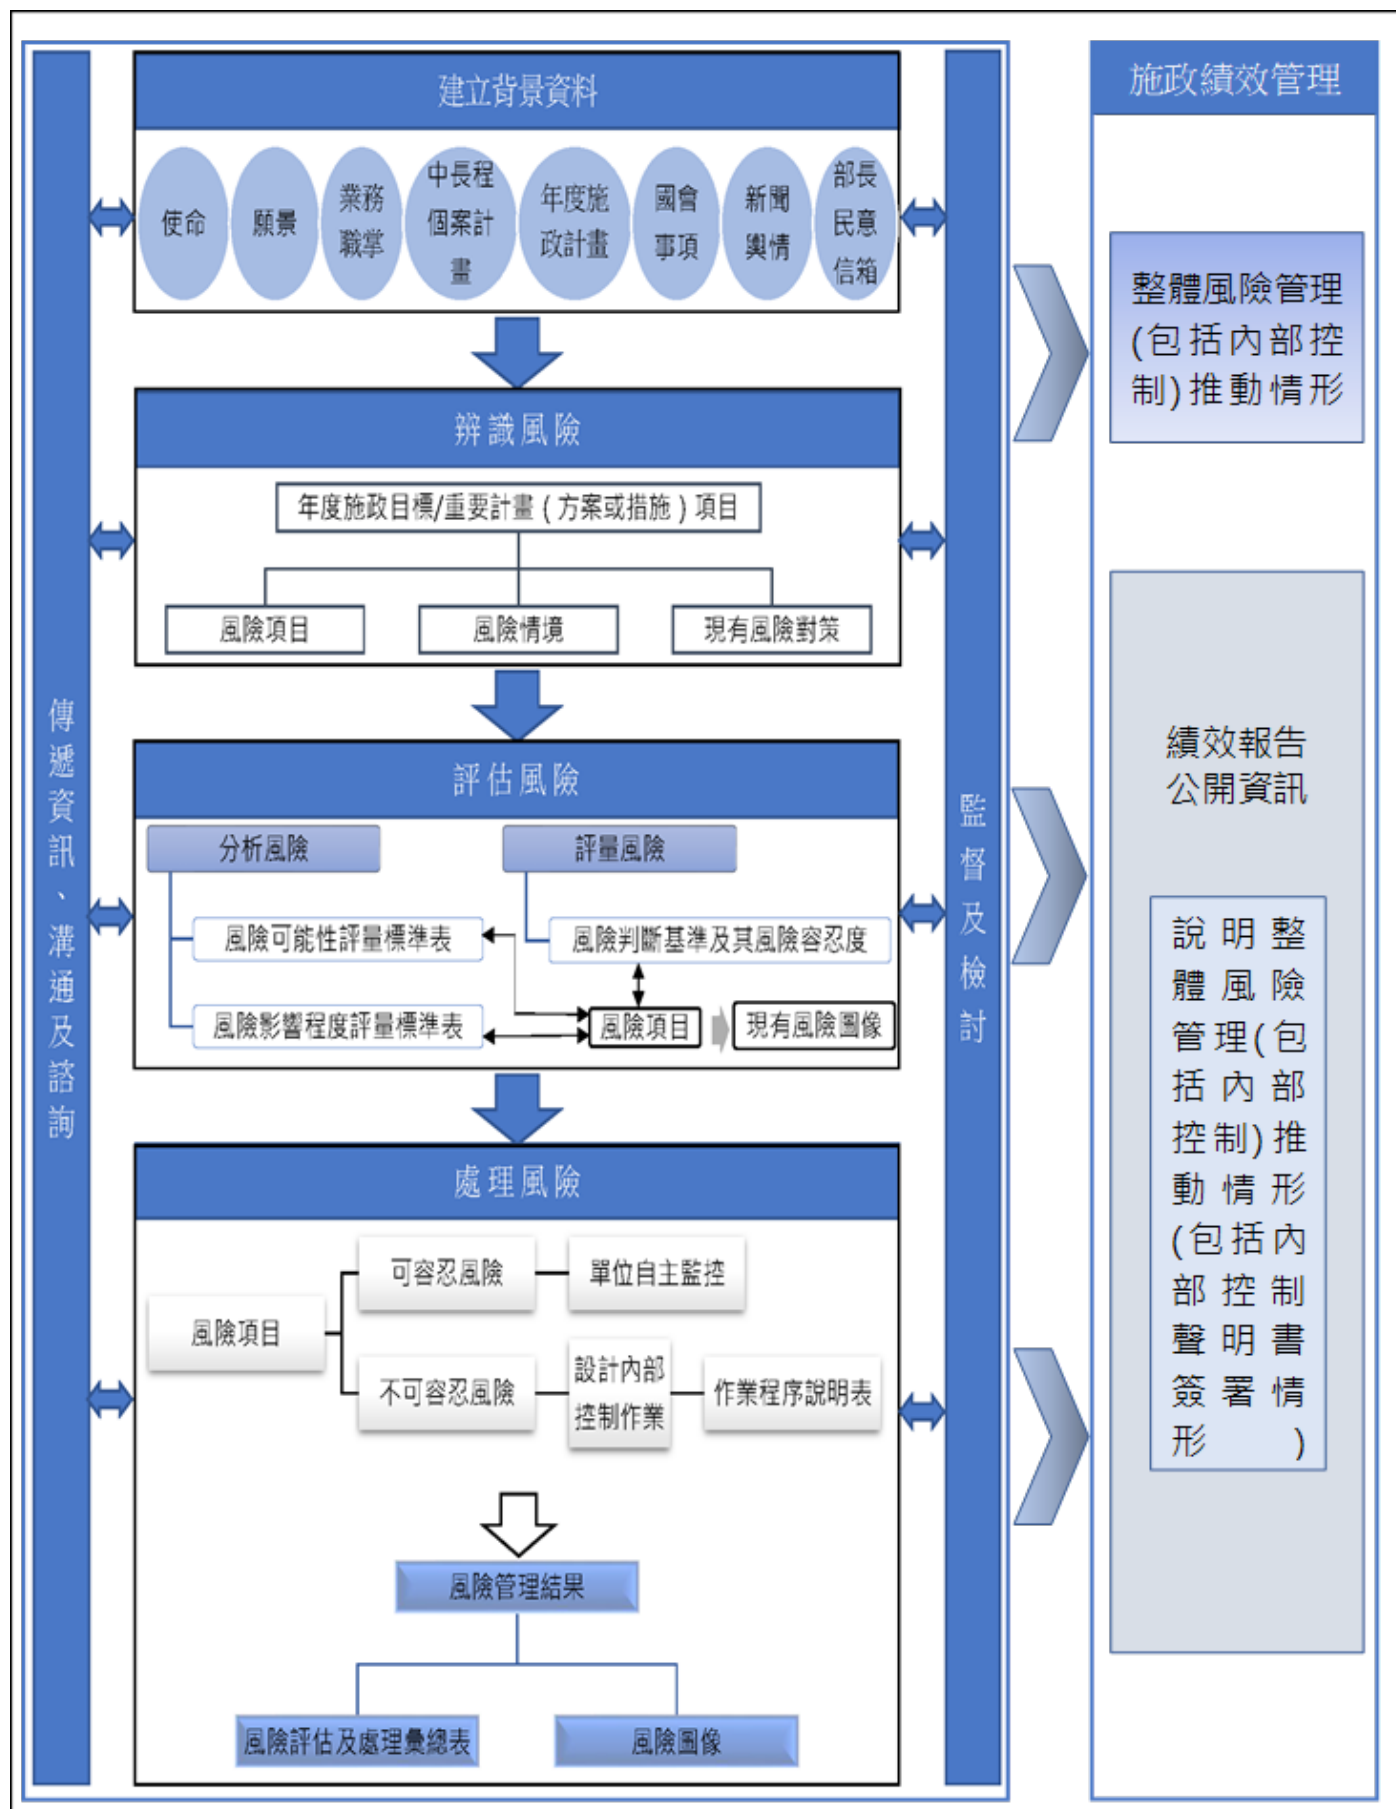 建立背景資料
使命
願景
業務
職掌
中長程
個案計
畫
年度施
政計畫
國會
事項
新聞
輿情
部長
民意
信箱
辨識風險
年度施政目標/重要計畫（方案或措施）項目
風險項目
風險情境
現有風險對策
評估風險
分析風險
評量風險
風險可能性評量標準表
風險判斷基準及其風險容忍度
風險影響程度評量標準表
風險項目
現有風險圖像
處理風險
風險項目
可容忍風險
單位自主監控
不可容忍風險
設計內部
控制作業
作業程序說明表
風險管理結果
風險評估及處理彙總表
風險圖像
傳遞資訊、溝通及諮詢
監督及檢討
施政績效管理
整體風險管理
(包括內部控
制)推動情形
績效報告
公開資訊
說明整
體風險
管理(包
括內部
控制)推
動情形
(包括內
部控制
聲明書
簽署情
形)